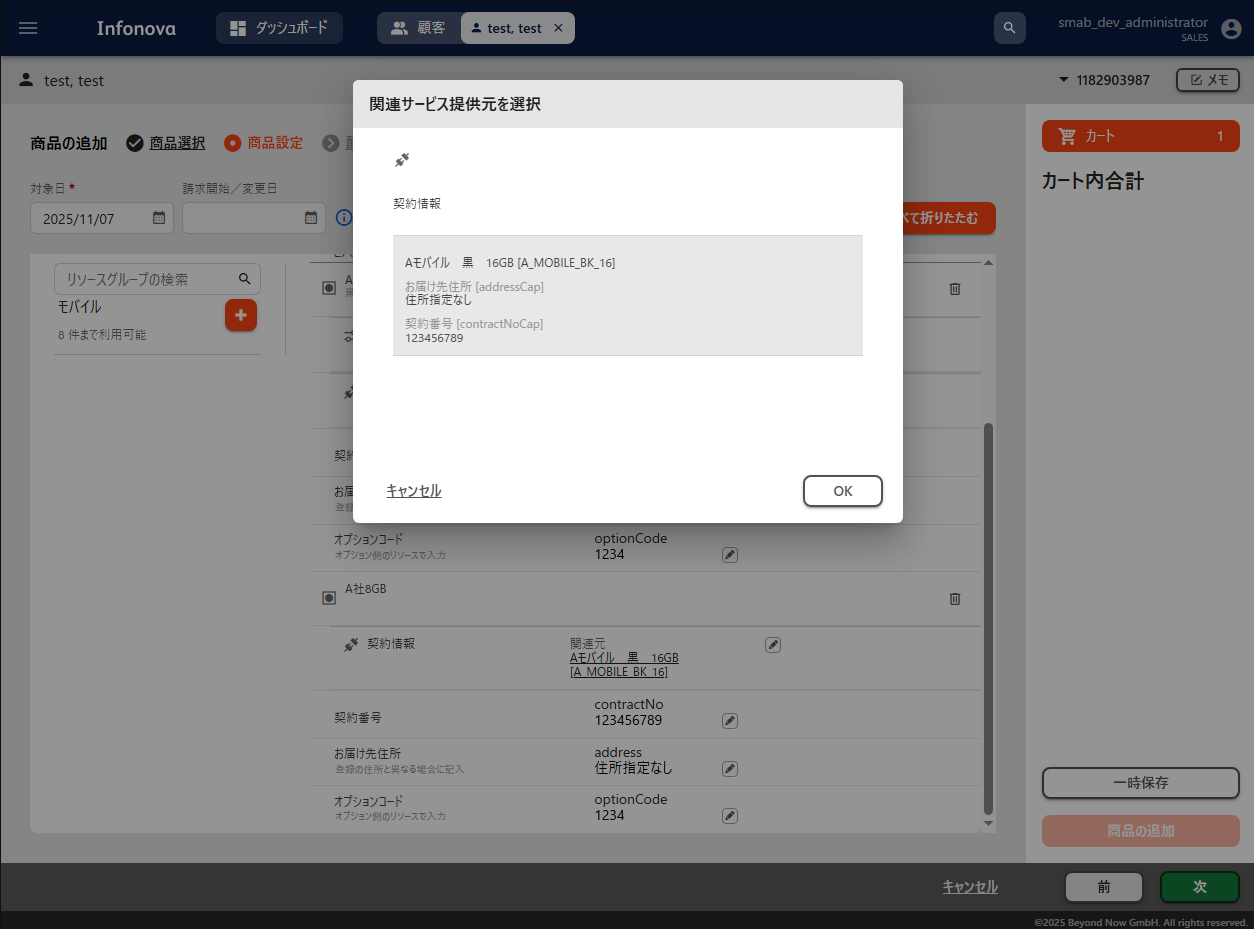 Infonova
ダッシュボード
顧客
test, test
smab_dev_administrator
SALES
test, test
1182903987
メモ
関連サービス提供元を選択
契約情報
Aモバイル　黒　16GB [A_MOBILE_BK_16]
お届け先住所 [addressCap]
住所指定なし
契約番号 [contractNoCap]
123456789
キャンセル
OK
商品の追加
商品選択
商品設定
対象日 *
請求開始／変更日
2025/11/07
べて折りたたむ
リソースグループの検索
モバイル
8 件まで利用可能
オプションコード
オプション側のリソースで入力
optionCode
1234
A社8GB
契約情報
関連元
Aモバイル　黒　16GB
[A_MOBILE_BK_16]
契約番号
contractNo
123456789
お届け先住所
登録の住所と異なる場合に記入
address
住所指定なし
オプションコード
オプション側のリソースで入力
optionCode
1234
カート
1
カート内合計
一時保存
商品の追加
キャンセル
前
次
©2025 Beyond Now GmbH. All rights reserved.